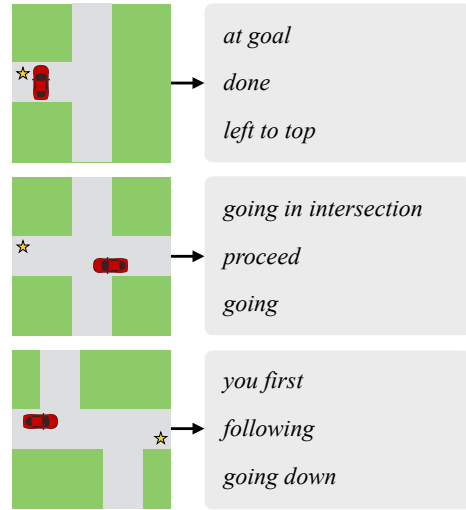 at goal
done
left to top
going in intersection
proceed
going
you first
following
going down